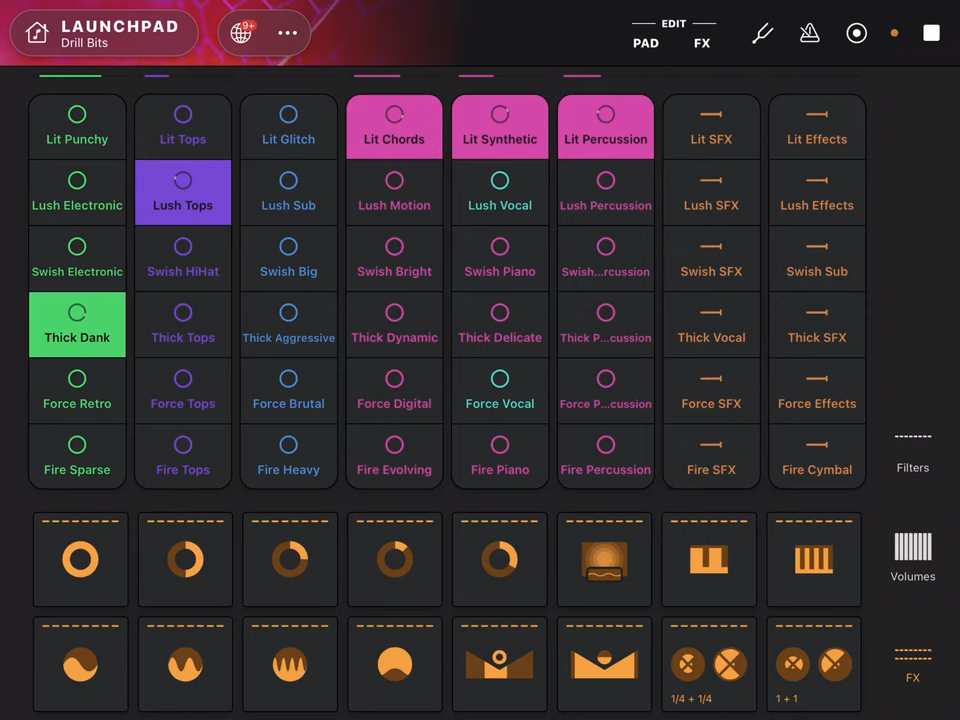 LAUNCHPAD
Drill Bits
9+
EDIT
PAD FX
Lit Punchy Lit Tops Lit Glitch Lit Chords Lit Synthetic Lit Percussion Lit SFX Lit Effects
Lush Electronic Lush Tops Lush Sub Lush Motion Lush Vocal Lush Percussion Lush SFX Lush Effects
Swish Electronic Swish HiHat Swish Big Swish Bright Swish Piano Swish...rcussion Swish SFX Swish Sub
Thick Dank Thick Tops Thick Aggressive Thick Dynamic Thick Delicate Thick P...cussion Thick Vocal Thick SFX
Force Retro Force Tops Force Brutal Force Digital Force Vocal Force P...cussion Force SFX Force Effects
Fire Sparse Fire Tops Fire Heavy Fire Evolving Fire Piano Fire Percussion Fire SFX Fire Cymbal
Filters
Volumes
FX
1/4 + 1/4
1 + 1